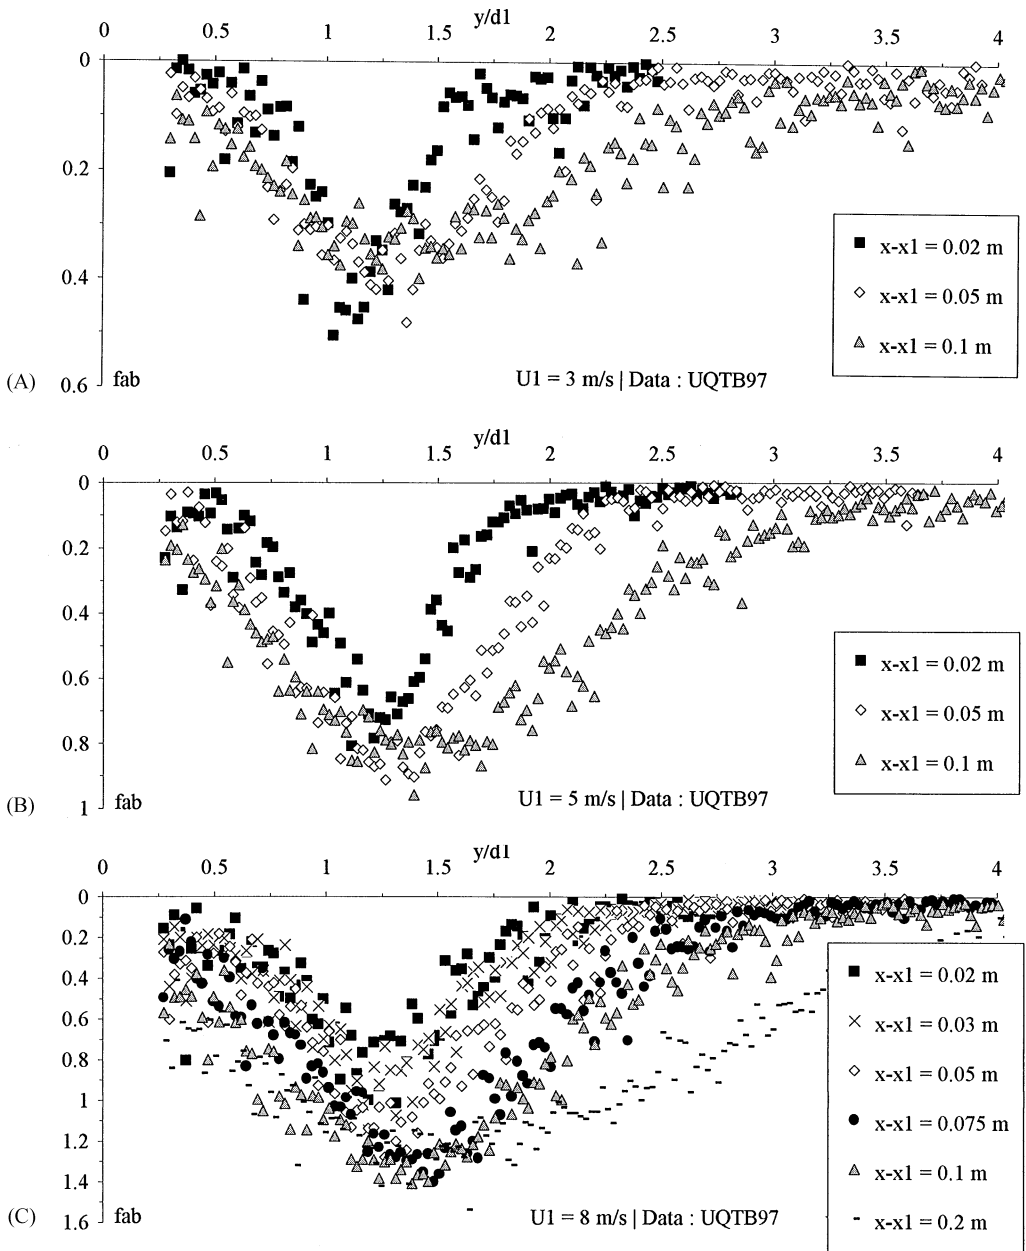 y/d1
0 0.5 1 1.5 2 2.5 3 3.5 4
0
0.2
0.4
0.6
x-x1 = 0.02 m
x-x1 = 0.05 m
x-x1 = 0.1 m
(A)
fab
U1 = 3 m/s | Data : UQTB97
y/d1
0 0.5 1 1.5 2 2.5 3 3.5 4
0
0.2
0.4
0.6
0.8
1
x-x1 = 0.02 m
x-x1 = 0.05 m
x-x1 = 0.1 m
(B)
fab
U1 = 5 m/s | Data : UQTB97
y/d1
0 0.5 1 1.5 2 2.5 3 3.5 4
0
0.2
0.4
0.6
0.8
1
1.2
1.4
1.6
x-x1 = 0.02 m
x-x1 = 0.03 m
x-x1 = 0.05 m
x-x1 = 0.075 m
x-x1 = 0.1 m
x-x1 = 0.2 m
(C)
fab
U1 = 8 m/s | Data : UQTB97